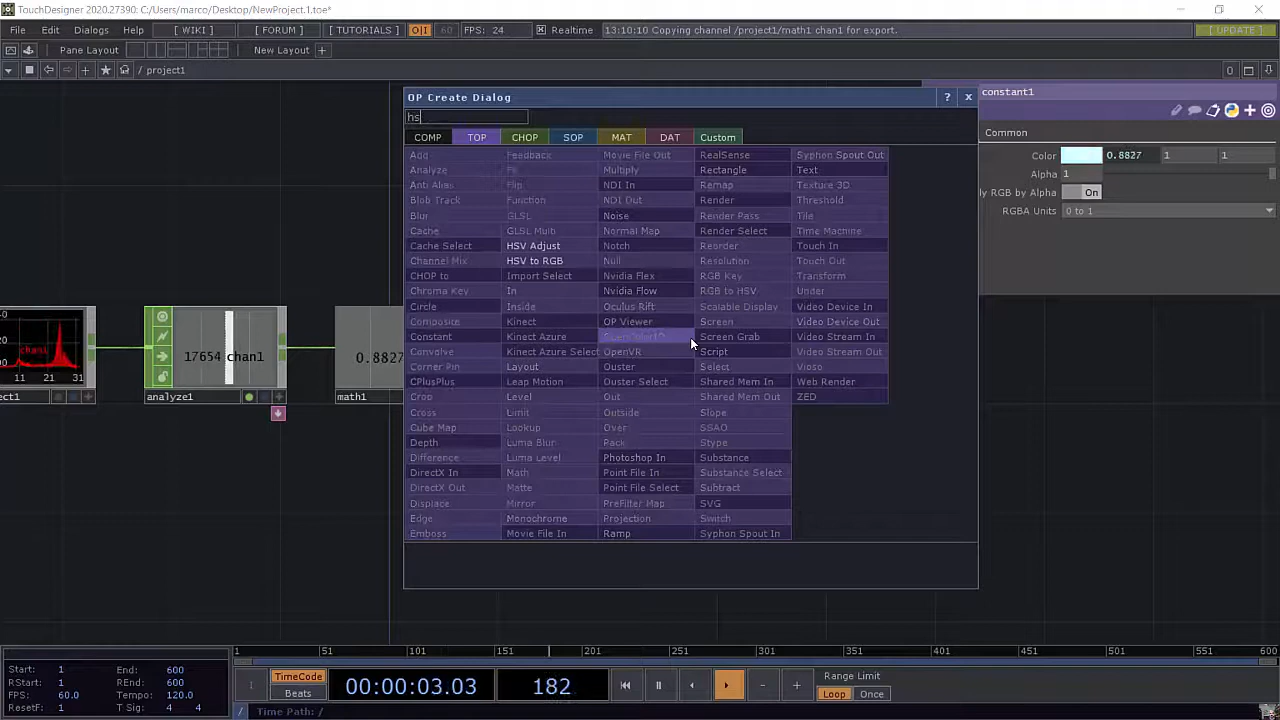 TouchDesigner 2020.27390: C:/Users/marco/Desktop/NewProject.1.toe*
File Edit Dialogs Help [ WIKI ] [ FORUM ] [ TUTORIALS ] O|I 60 FPS: 24 Realtime 13:10:10 Copying channel /project1/math1 chan1 for export. [ UPDATE ]
Pane Layout New Layout +
/ project1 0
OP Create Dialog ? x
hs
COMP TOP CHOP SOP MAT DAT Custom
Add Feedback Movie File Out RealSense Syphon Spout Out
Analyze Fit Multiply Rectangle Text
Anti Alias Flip NDI In Remap Texture 3D
Blob Track Function NDI Out Render Threshold
Blur GLSL Noise Render Pass Tile
Cache GLSL Multi Normal Map Render Select Time Machine
Cache Select HSV Adjust Notch Reorder Touch In
Channel Mix HSV to RGB Null Resolution Touch Out
CHOP to Import Select Nvidia Flex RGB Key Transform
Chroma Key In Nvidia Flow RGB to HSV Under
Circle Inside Oculus Rift Scalable Display Video Device In
Composite Kinect OP Viewer Screen Video Device Out
Constant Kinect Azure Screen Grab Video Stream In
Convolve Kinect Azure Select OpenVR Script Video Stream Out
Corner Pin Layout Ouster Select Vioso
CPlusPlus Leap Motion Ouster Select Shared Mem In Web Render
Crop Level Out Shared Mem Out ZED
Cross Limit Outside Slope
Cube Map Lookup Over SSAO
Depth Luma Blur Pack Stype
Difference Luma Level Photoshop In Substance
DirectX In Math Point File In Substance Select
DirectX Out Matte Point File Select Subtract
Displace Mirror PreFilter Map SVG
Edge Monochrome Projection Switch
Emboss Movie File In Ramp Syphon Spout In
constant1
Common
Color 0.8827 1 1
Alpha 1
ly RGB by Alpha On
RGBA Units 0 to 1
40
20
chan1
11 21 31
ect1
17654 chan1
analyze1
0.8827
math1
1 51 101 151 201 251 301 351 401 451 501 551 600
Start: 1 End: 600
RStart: 1 REnd: 600
FPS: 60.0 Tempo: 120.0
ResetF: 1 T Sig: 4 4
TimeCode
Beats
00:00:03.03 182
Range Limit
Loop Once
/ Time Path: /